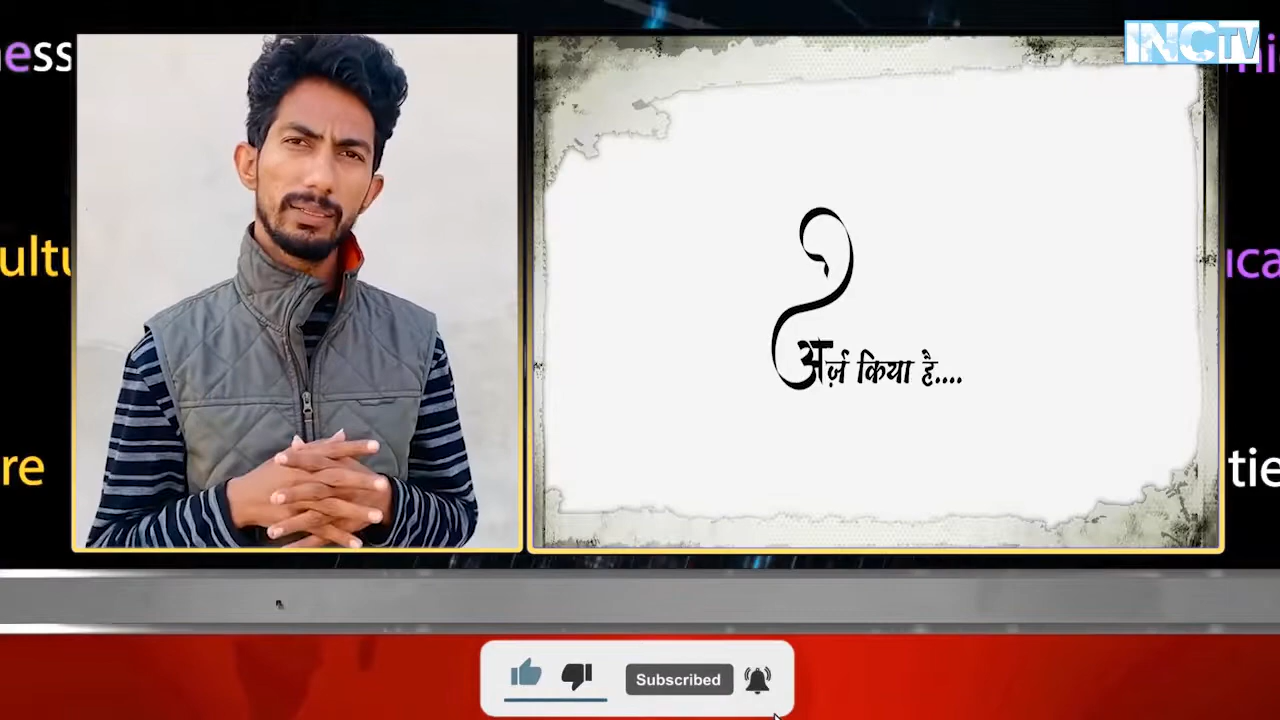 ess
INCTV
अर्ज़ किया है....
ultu
ica
re
tie
Subscribed